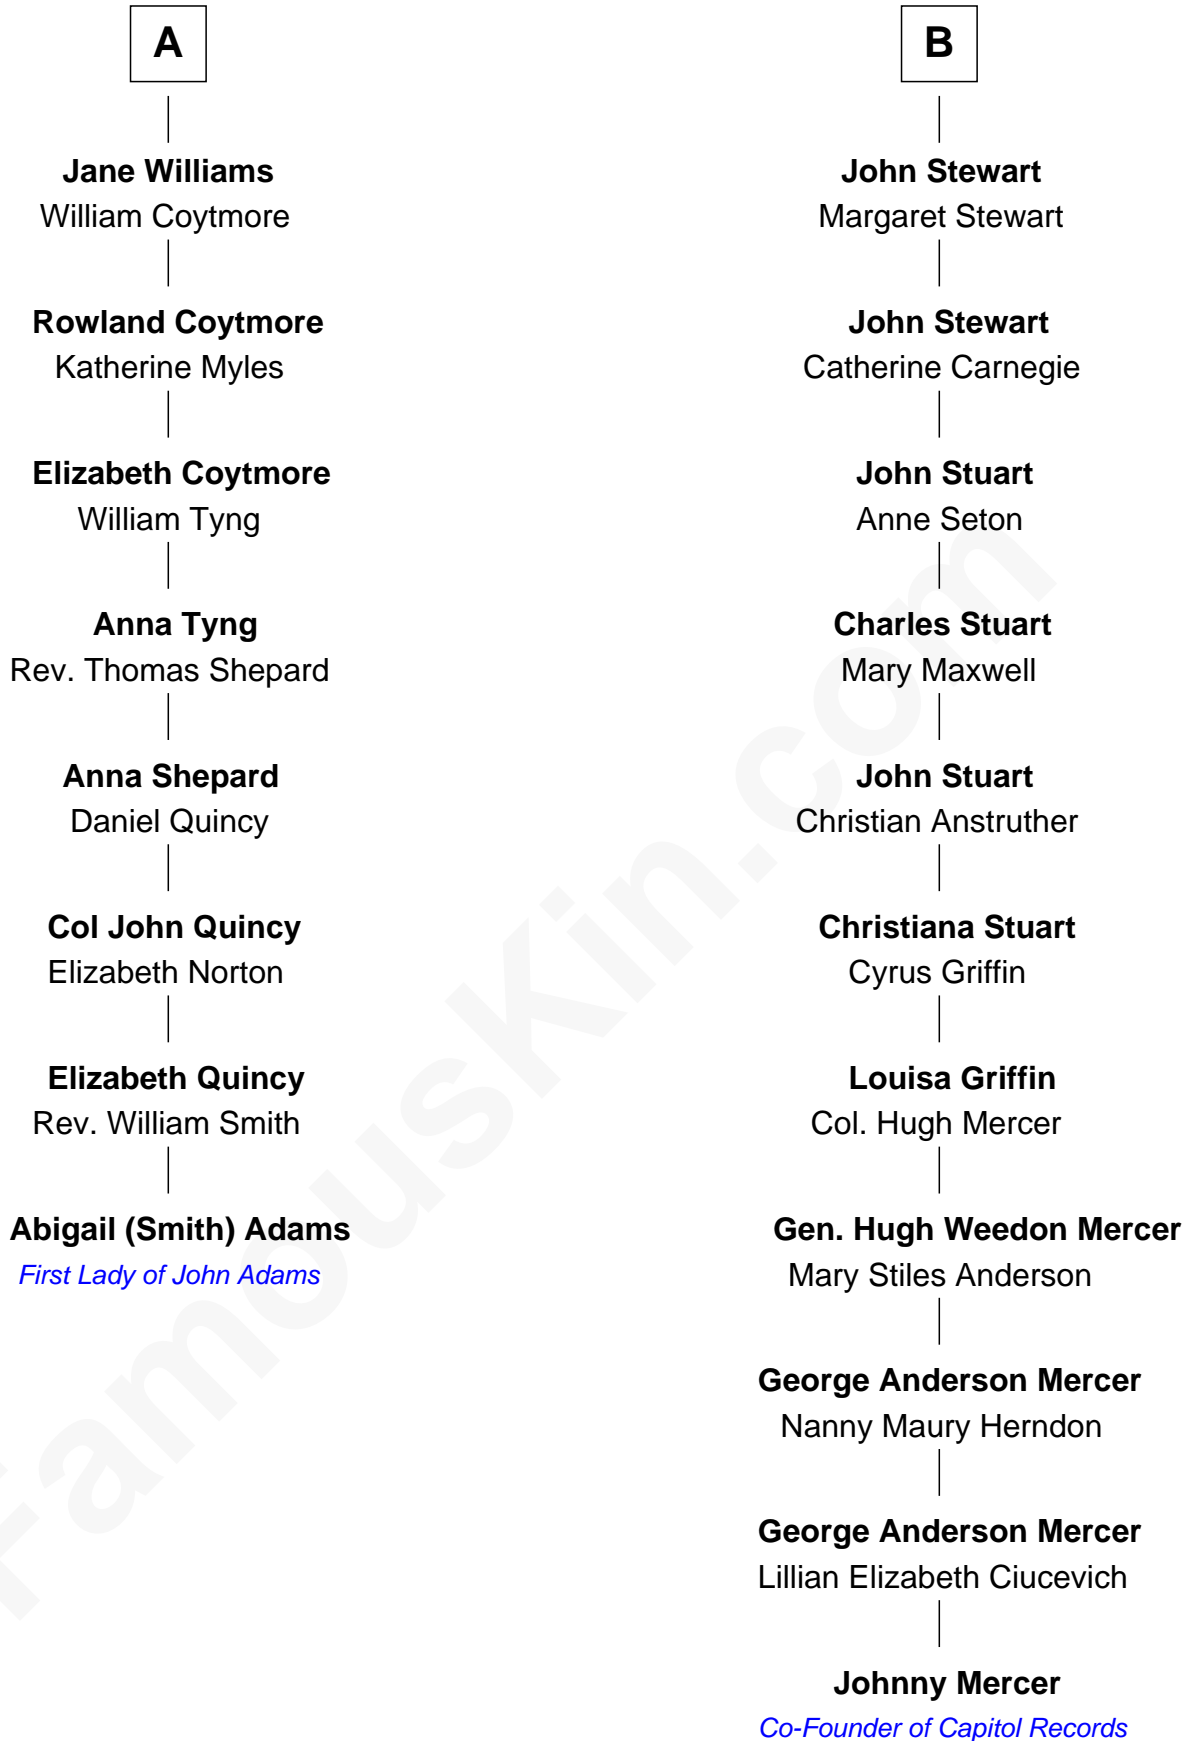 A
Jane Williams
William Coytmore
Rowland Coytmore
Katherine Myles
Elizabeth Coytmore
William Tyng
Anna Tyng
Rev. Thomas Shepard
Anna Shepard
Daniel Quincy
Col John Quincy
Elizabeth Norton
Elizabeth Quincy
Rev. William Smith
Abigail (Smith) Adams
First Lady of John Adams
B
John Stewart
Margaret Stewart
John Stewart
Catherine Carnegie
John Stuart
Anne Seton
Charles Stuart
Mary Maxwell
John Stuart
Christian Anstruther
Christiana Stuart
Cyrus Griffin
Louisa Griffin
Col. Hugh Mercer
Gen. Hugh Weedon Mercer
Mary Stiles Anderson
George Anderson Mercer
Nanny Maury Herndon
George Anderson Mercer
Lillian Elizabeth Ciucevich
Johnny Mercer
Co-Founder of Capitol Records
FamousKin.com